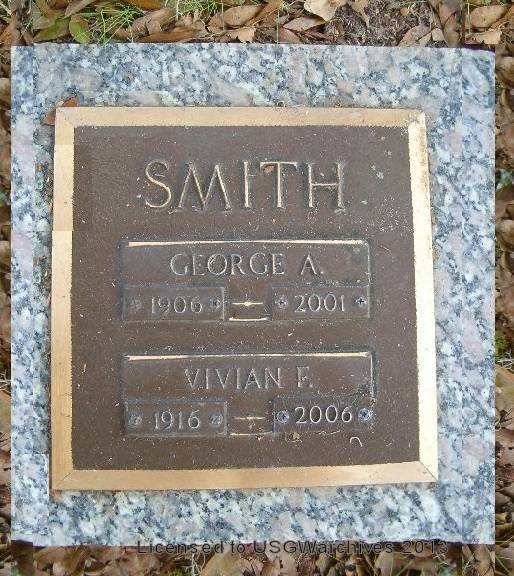 SMITH
GEORGE A.
1906 2001
VIVIAN F.
1916 2006
Licensed to USGWarchives 2013